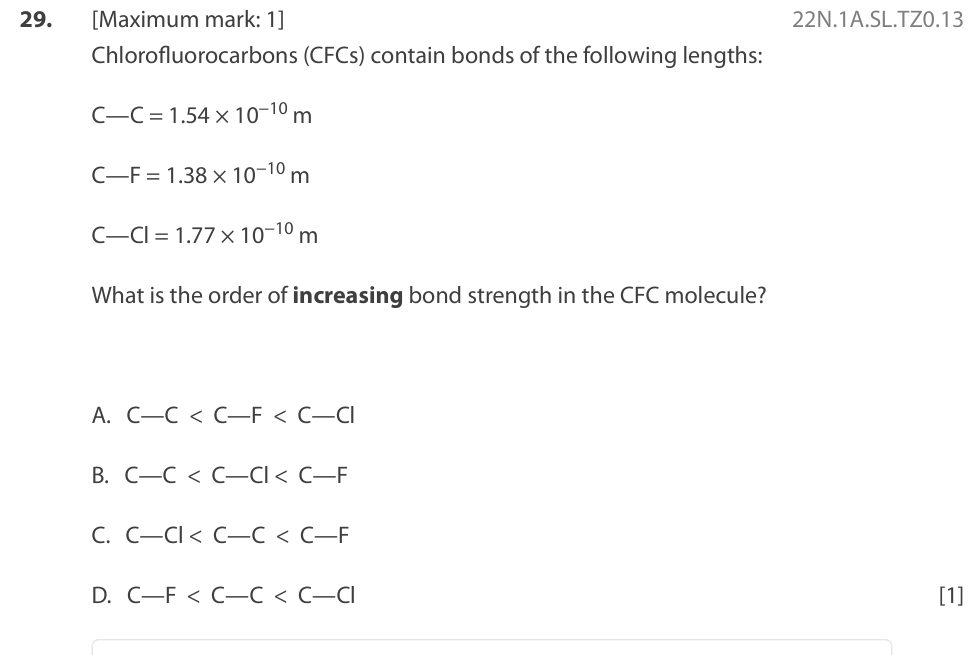 29. [Maximum mark: 1] 22N.1A.SL.TZ0.13
Chlorofluorocarbons (CFCs) contain bonds of the following lengths:
C—C = 1.54 × 10⁻¹⁰ m
C—F = 1.38 × 10⁻¹⁰ m
C—Cl = 1.77 × 10⁻¹⁰ m
What is the order of increasing bond strength in the CFC molecule?
A. C—C < C—F < C—Cl
B. C—C < C—Cl < C—F
C. C—Cl < C—C < C—F
D. C—F < C—C < C—Cl [1]